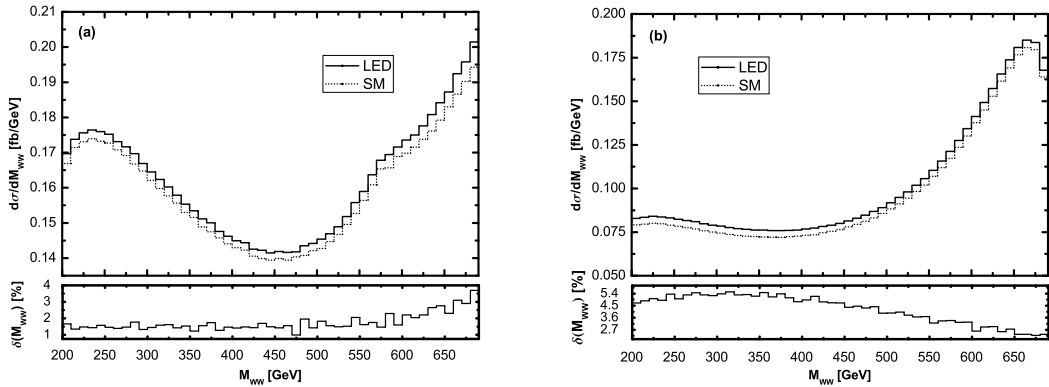 (a)
LED
SM
dσ/dM_WW [fb/GeV]
0.21
0.20
0.19
0.18
0.17
0.16
0.15
0.14
δ(M_WW) [%]
4
3
2
1
200 250 300 350 400 450 500 550 600 650
M_WW [GeV]
(b)
LED
SM
dσ/dM_WW [fb/GeV]
0.200
0.175
0.150
0.125
0.100
0.075
0.050
δ(M_WW) [%]
5.4
4.5
3.6
2.7
200 250 300 350 400 450 500 550 600 650
M_WW [GeV]